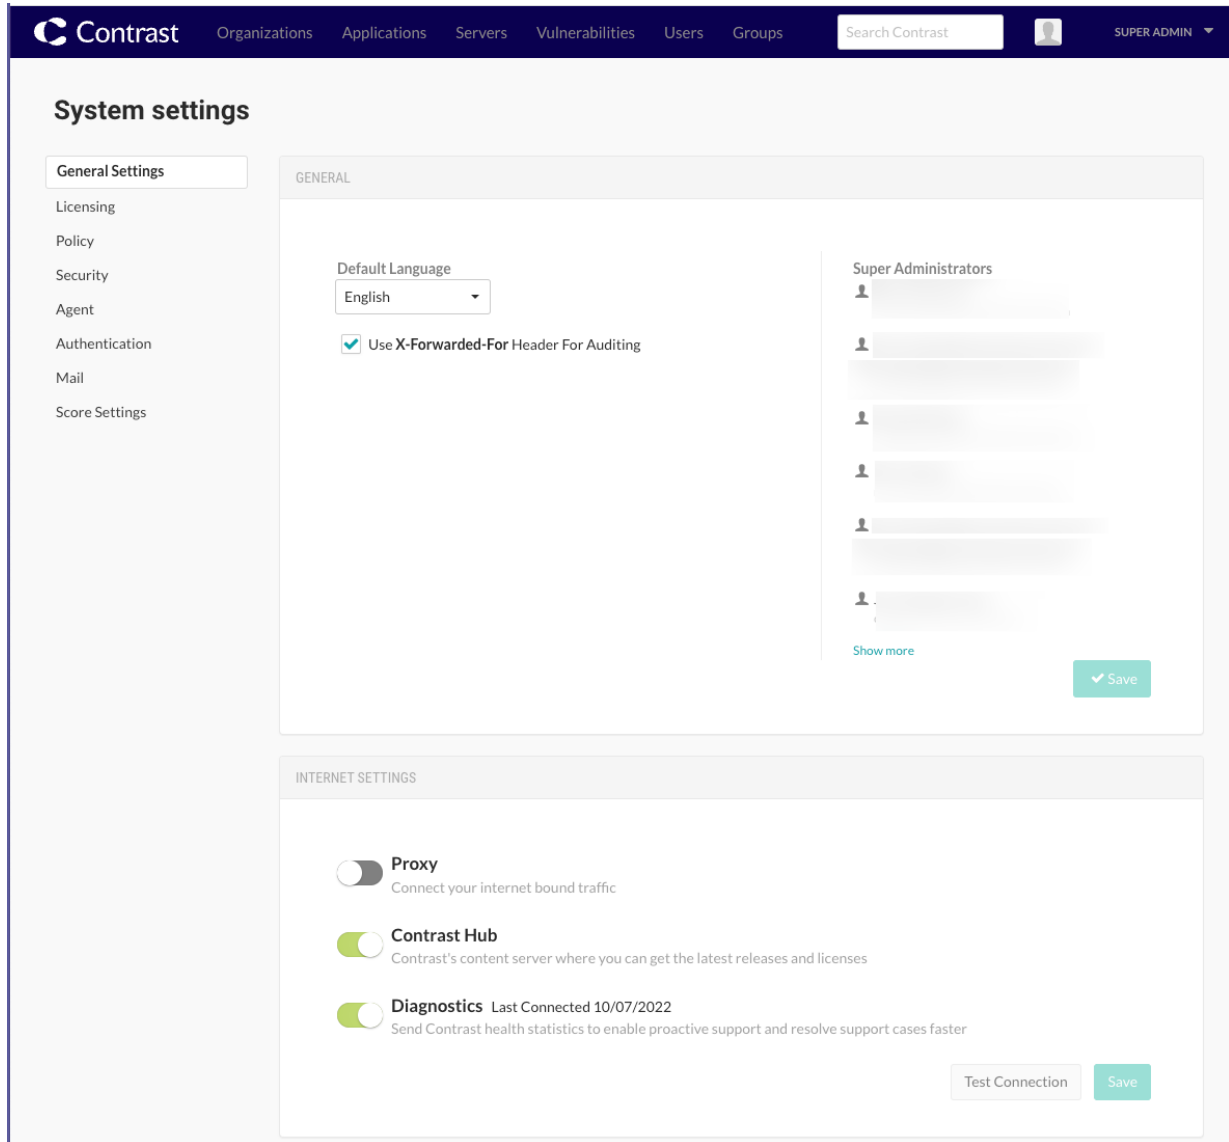 Contrast
Organizations Applications Servers Vulnerabilities Users Groups Search Contrast SUPER ADMIN
System settings
General Settings
Licensing
Policy
Security
Agent
Authentication
Mail
Score Settings
GENERAL
Default Language
English
Use X-Forwarded-For Header For Auditing
Super Administrators
Show more
Save
INTERNET SETTINGS
Proxy
Connect your internet bound traffic
Contrast Hub
Contrast's content server where you can get the latest releases and licenses
Diagnostics Last Connected 10/07/2022
Send Contrast health statistics to enable proactive support and resolve support cases faster
Test Connection Save